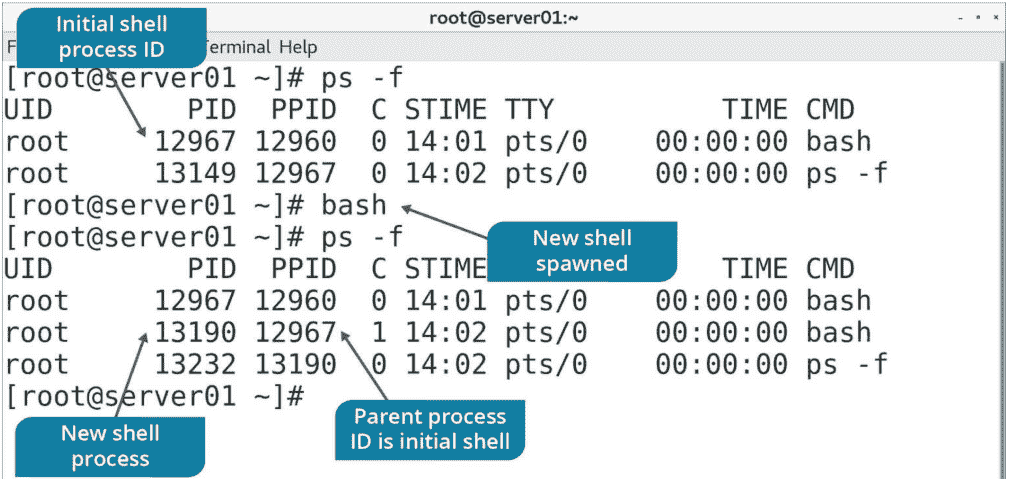 root@server01:~
Initial shell
process ID
F
Terminal Help
[root@server01 ~]# ps -f
UID PID PPID C STIME TTY TIME CMD
root 12967 12960 0 14:01 pts/0 00:00:00 bash
root 13149 12967 0 14:02 pts/0 00:00:00 ps -f
[root@server01 ~]# bash
[root@server01 ~]# ps -f
New shell
spawned
UID PID PPID C STIME TIME CMD
root 12967 12960 0 14:01 pts/0 00:00:00 bash
root 13190 12967 1 14:02 pts/0 00:00:00 bash
root 13232 13190 0 14:02 pts/0 00:00:00 ps -f
[root@server01 ~]#
New shell
process
Parent process
ID is initial shell